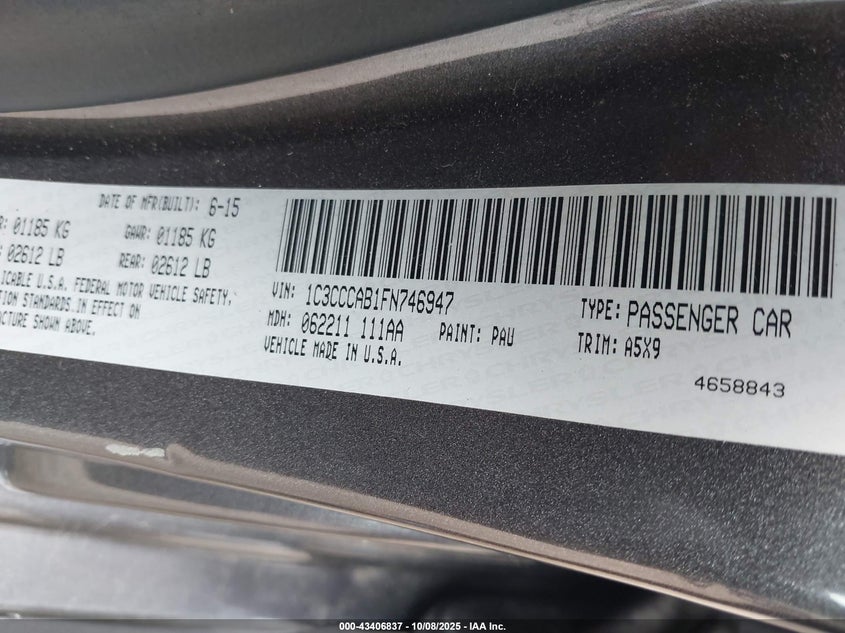 DATE OF MFR(BUILT): 6-15
R: 01185 KG GAWR: 01185 KG
02612 LB REAR: 02612 LB
ICABLE U.S.A. FEDERAL MOTOR VEHICLE SAFETY,
TION STANDARDS IN EFFECT ON
ACTURE SHOWN ABOVE.
VIN: 1C3CCCAB1FN746947 TYPE: PASSENGER CAR
MDH: 062211 111AA PAINT: PAU TRIM: A5X9
VEHICLE MADE IN U.S.A.
4658843
000-43406837 - 10/08/2025 - IAA Inc.